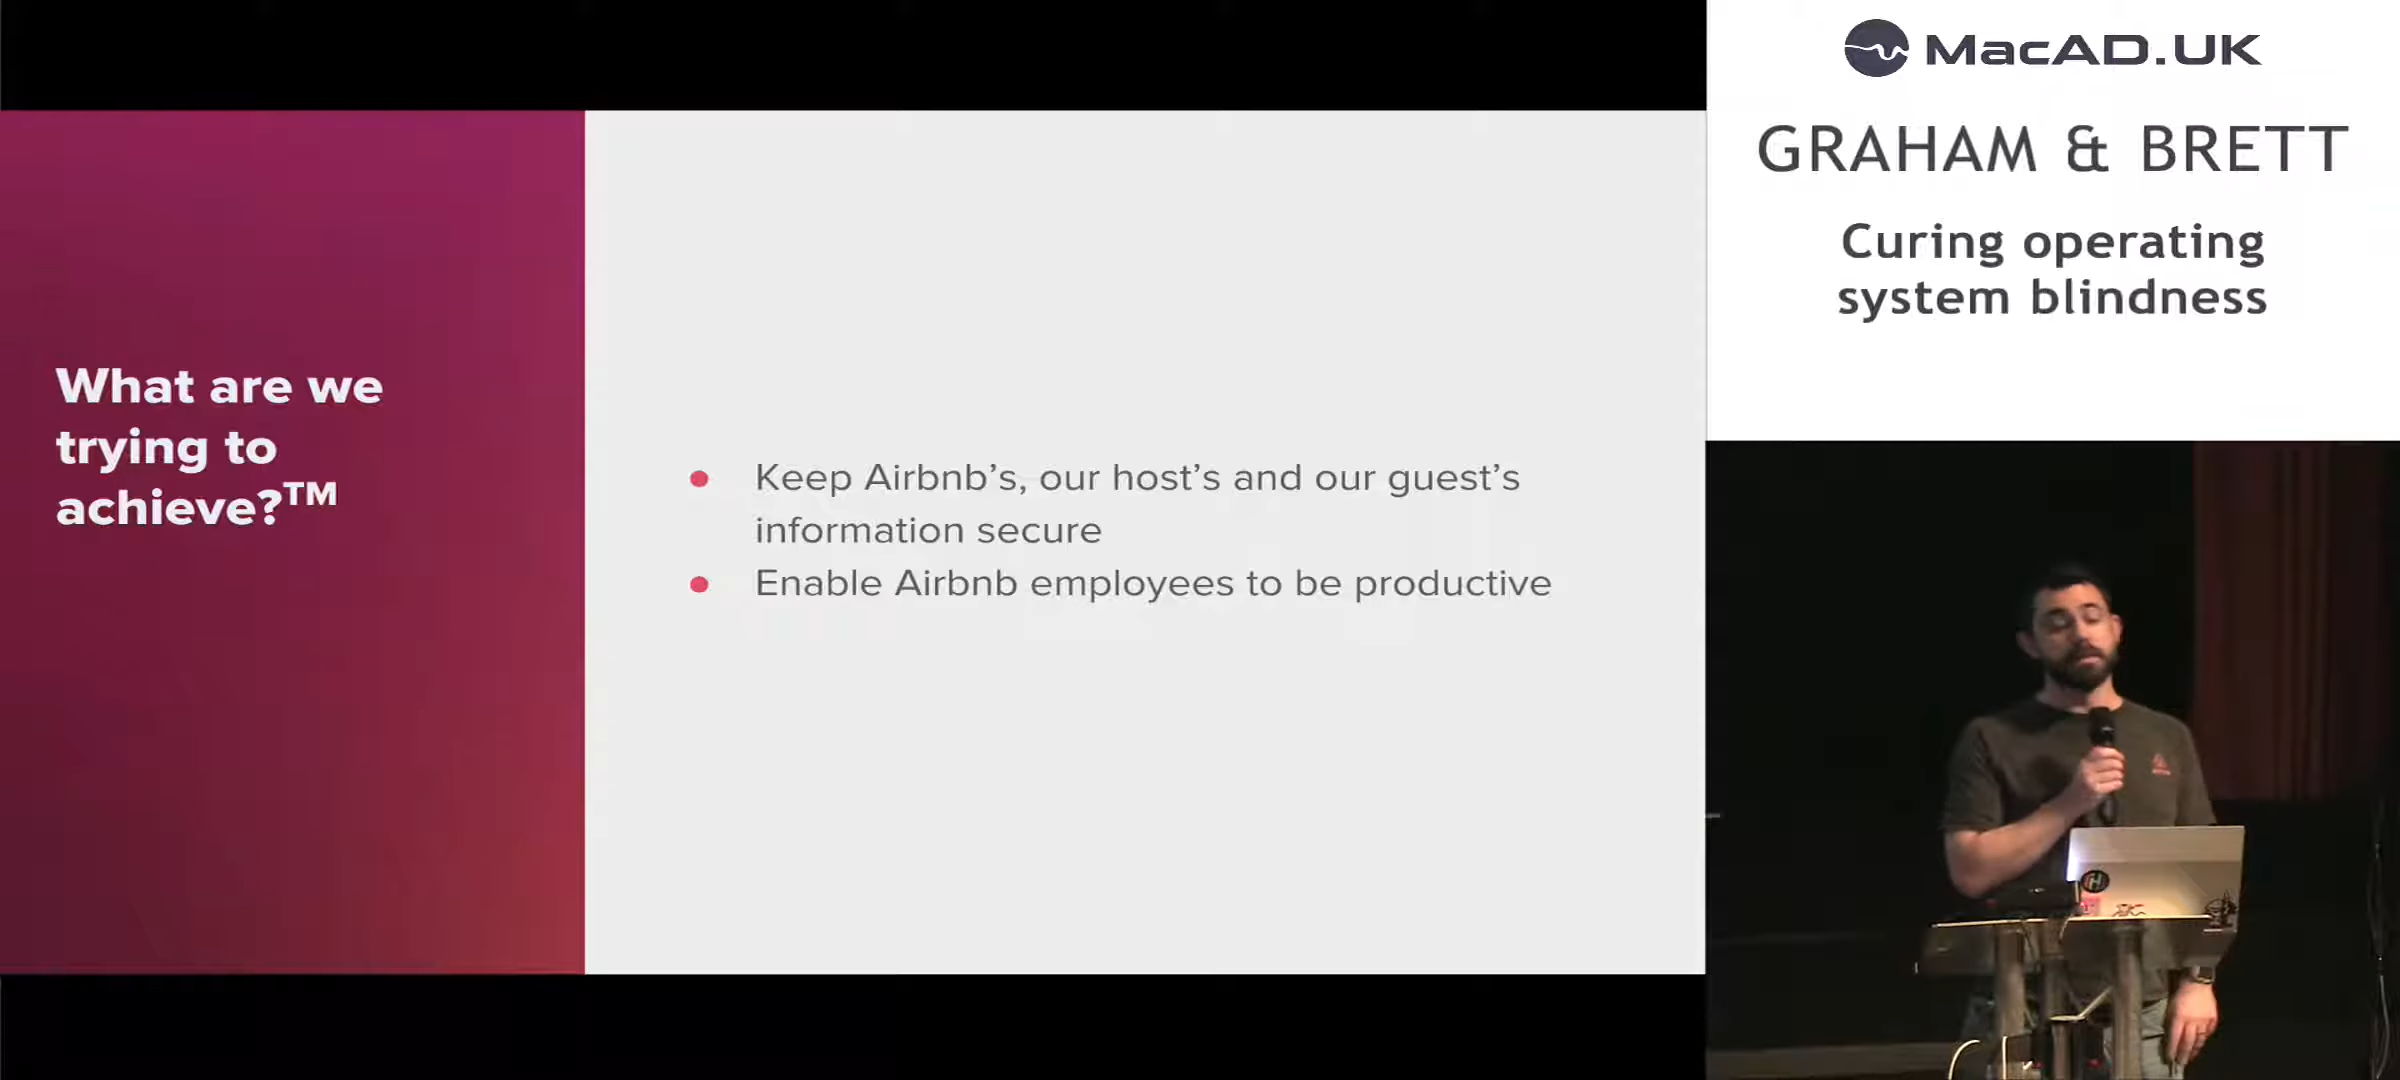 What are we
trying to
achieve?™
● Keep Airbnb’s, our host’s and our guest’s
information secure
● Enable Airbnb employees to be productive
MacAD.UK
GRAHAM & BRETT
Curing operating
system blindness